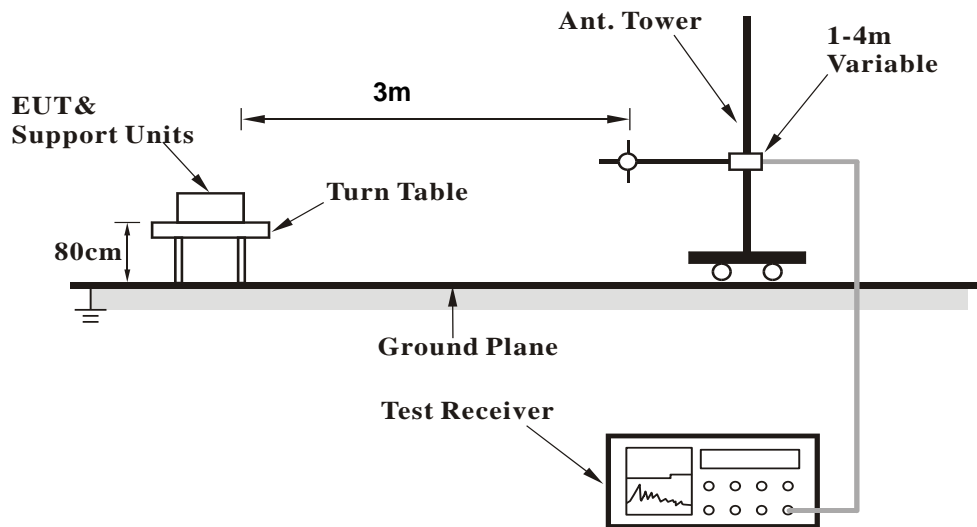 Ant. Tower
1-4m
Variable
3m
EUT&
Support Units
Turn Table
80cm
Ground Plane
Test Receiver